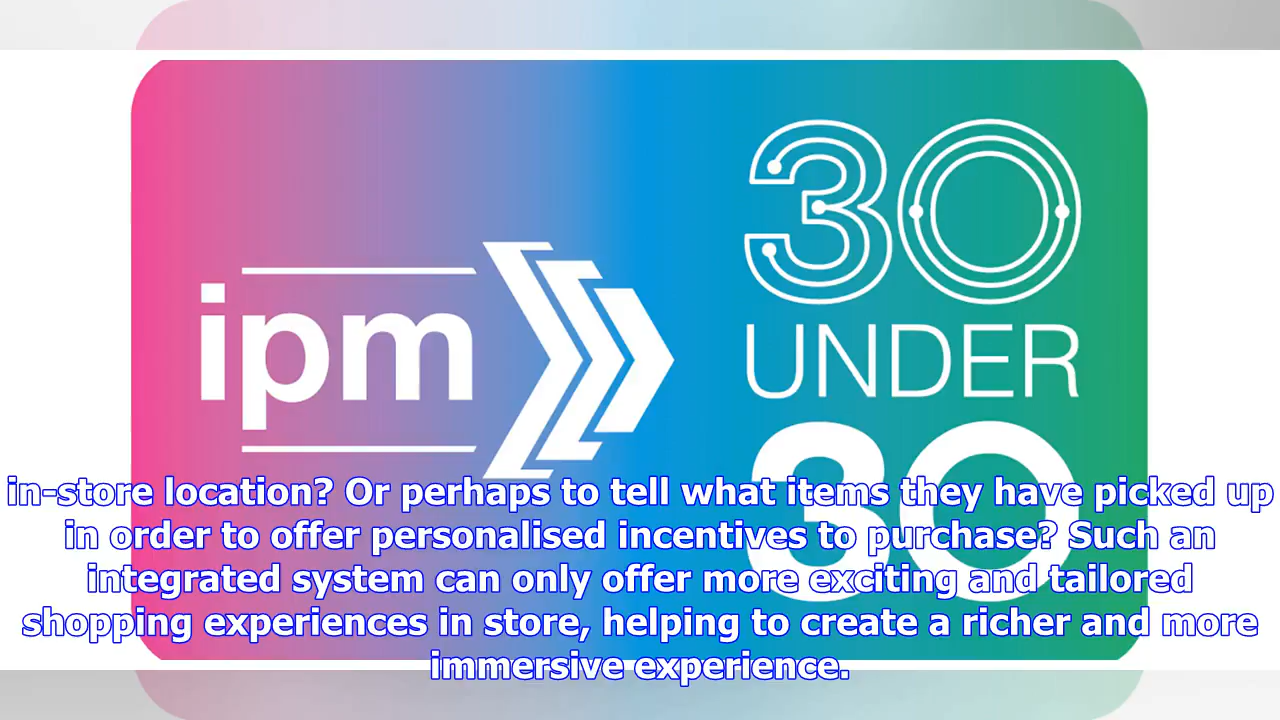 30
UNDER
ipm
30
in-store location? Or perhaps to tell what items they have picked up
in order to offer personalised incentives to purchase? Such an
integrated system can only offer more exciting and tailored
shopping experiences in store, helping to create a richer and more
immersive experience.